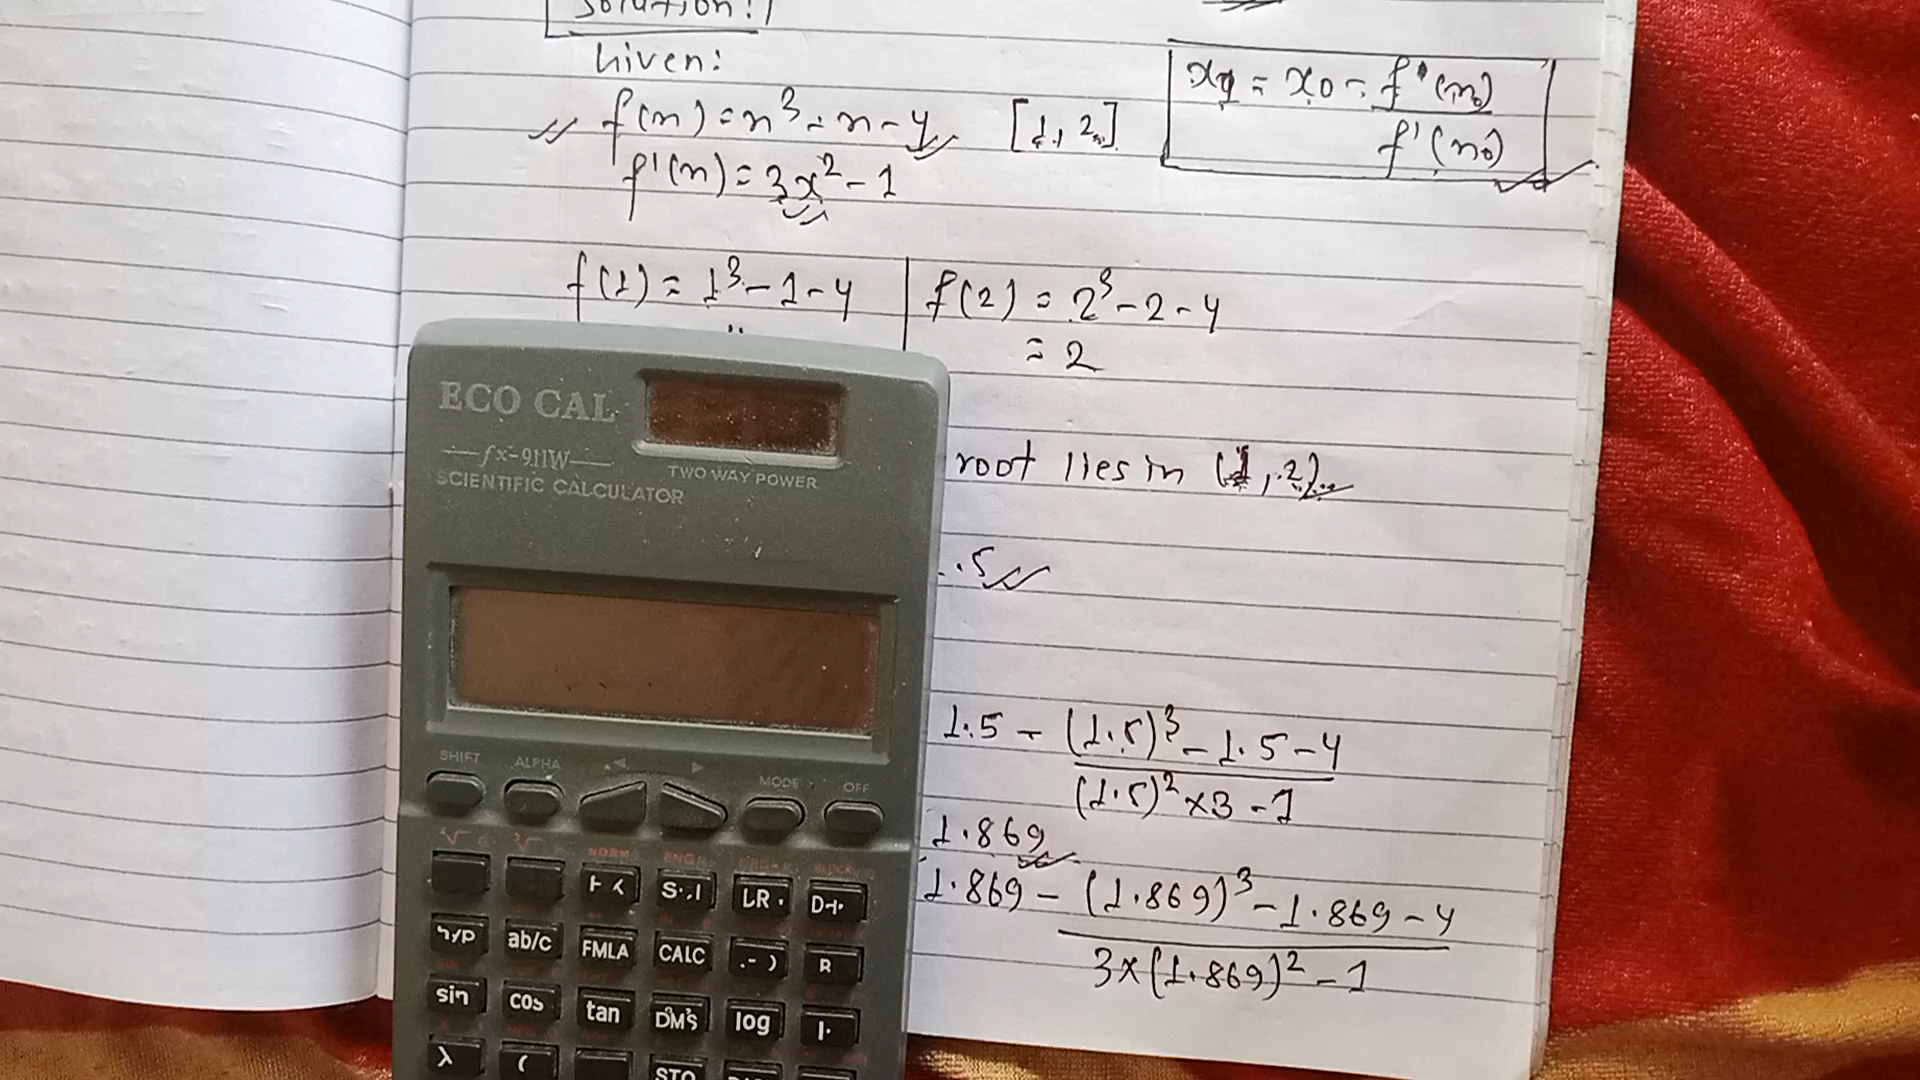 Solution:
Given:
f(x) = x³ - x - 4 [1, 2]
f'(x) = 3x² - 1
x1 = x0 - f(x0)
f'(x0)
f(1) = 1³ - 1 - 4
f(2) = 2³ - 2 - 4
= 2
root lies in (1, 2)
.5
1.5 - (1.5)³ - 1.5 - 4
(1.5)² × 3 - 1
1.869
1.869 - (1.869)³ - 1.869 - 4
3×(1.869)² - 1
ECO CAL
fx-911W
SCIENTIFIC CALCULATOR
TWO WAY POWER
SHIFT ALPHA MODE OFF
ab/c FMLA CALC R
sin cos tan log
( STO